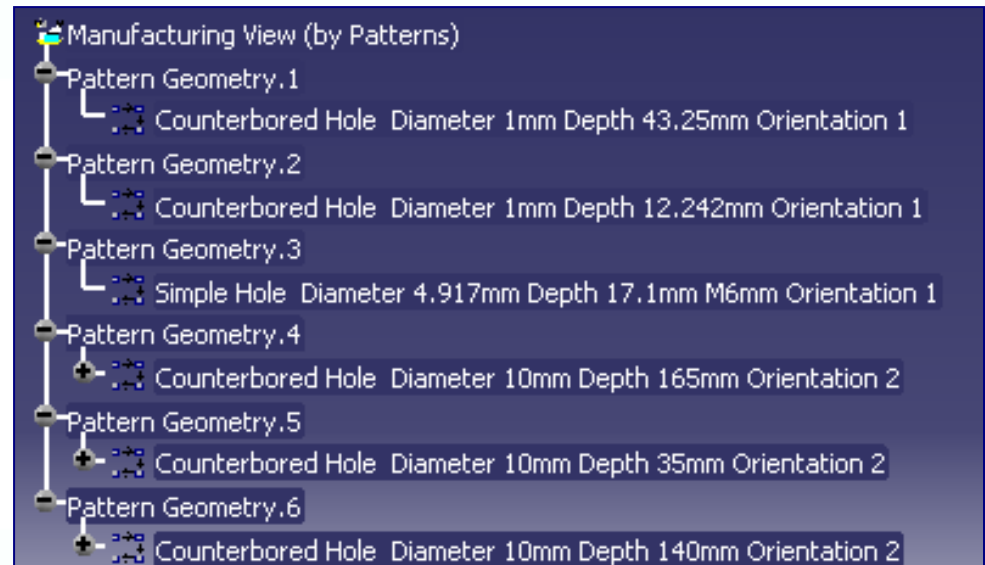 Manufacturing View (by Patterns)
Pattern Geometry.1
Counterbored Hole Diameter 1mm Depth 43.25mm Orientation 1
Pattern Geometry.2
Counterbored Hole Diameter 1mm Depth 12.242mm Orientation 1
Pattern Geometry.3
Simple Hole Diameter 4.917mm Depth 17.1mm M6mm Orientation 1
Pattern Geometry.4
Counterbored Hole Diameter 10mm Depth 165mm Orientation 2
Pattern Geometry.5
Counterbored Hole Diameter 10mm Depth 35mm Orientation 2
Pattern Geometry.6
Counterbored Hole Diameter 10mm Depth 140mm Orientation 2